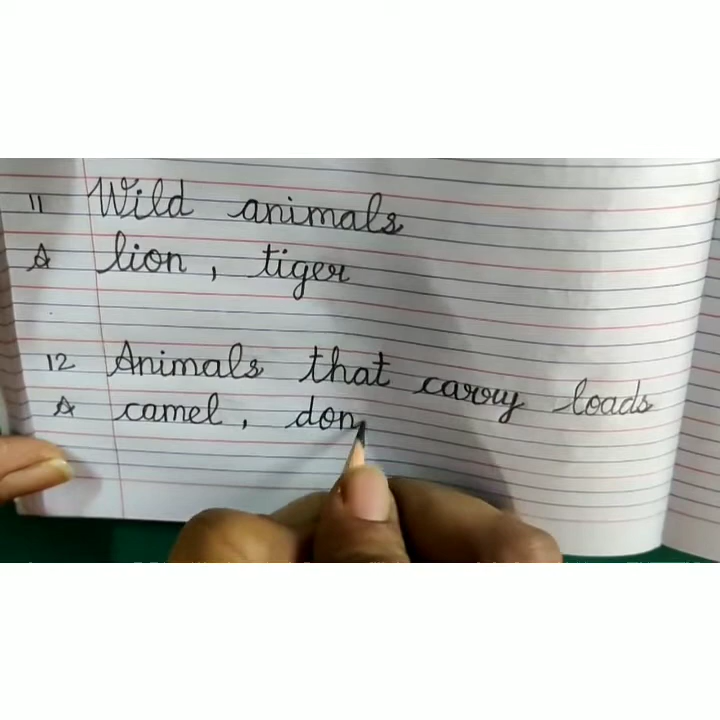 11 Wild animals
A lion, tiger
12 Animals that carry loads
A camel, don